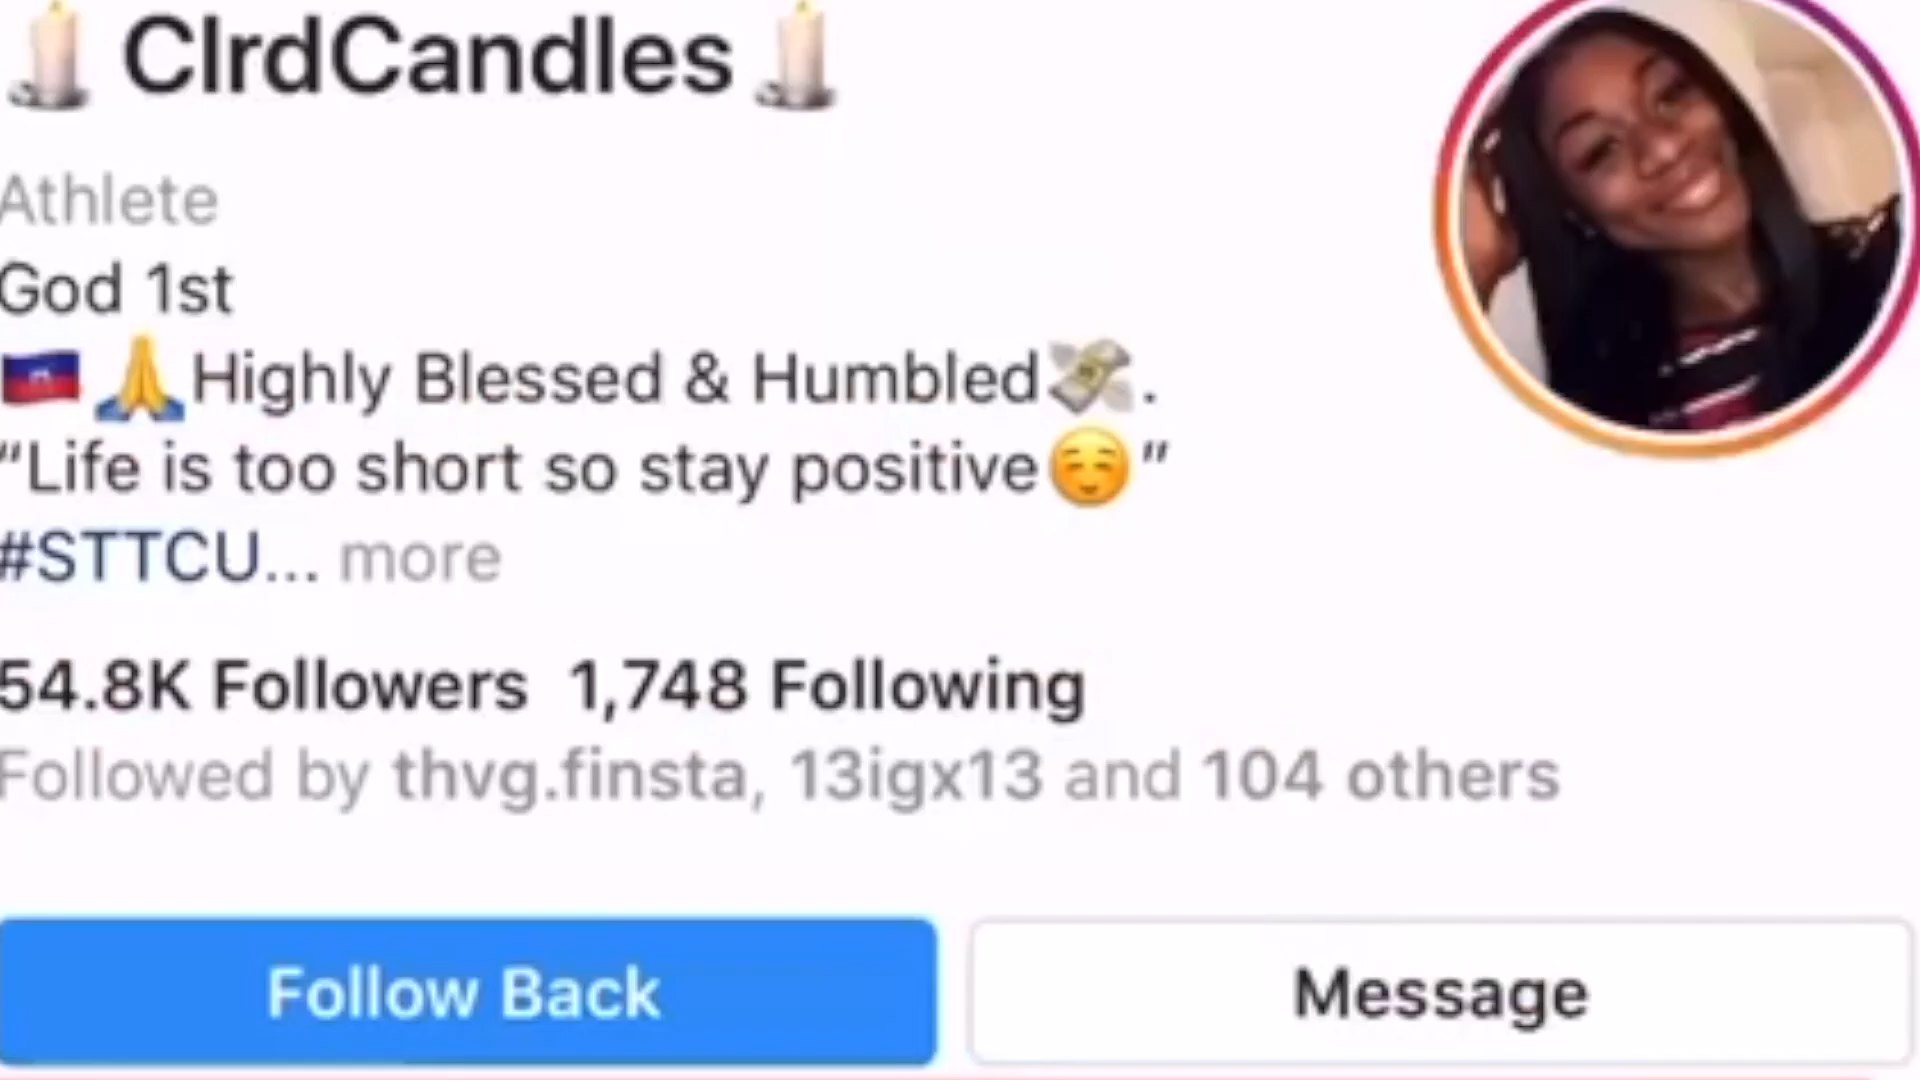 🕯️ClrdCandles🕯️
Athlete
God 1st
🇭🇹🙏Highly Blessed & Humbled💸.
“Life is too short so stay positive☺️”
#STTCU... more
54.8K Followers 1,748 Following
Followed by thvg.finsta, 13igx13 and 104 others
Follow Back
Message